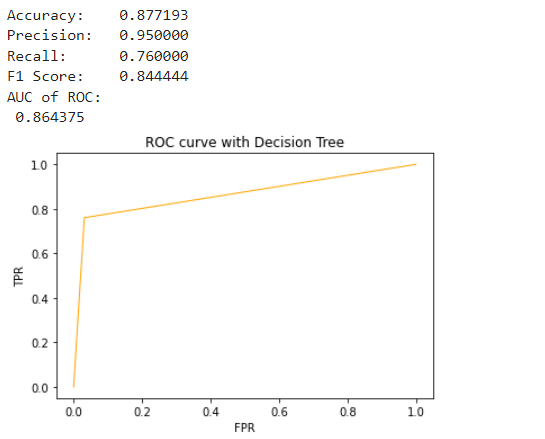 Accuracy: 0.877193
Precision: 0.950000
Recall: 0.760000
F1 Score: 0.844444
AUC of ROC:
0.864375
ROC curve with Decision Tree
1.0
0.8
0.6
0.4
0.2
0.0
TPR
0.0 0.2 0.4 0.6 0.8 1.0
FPR